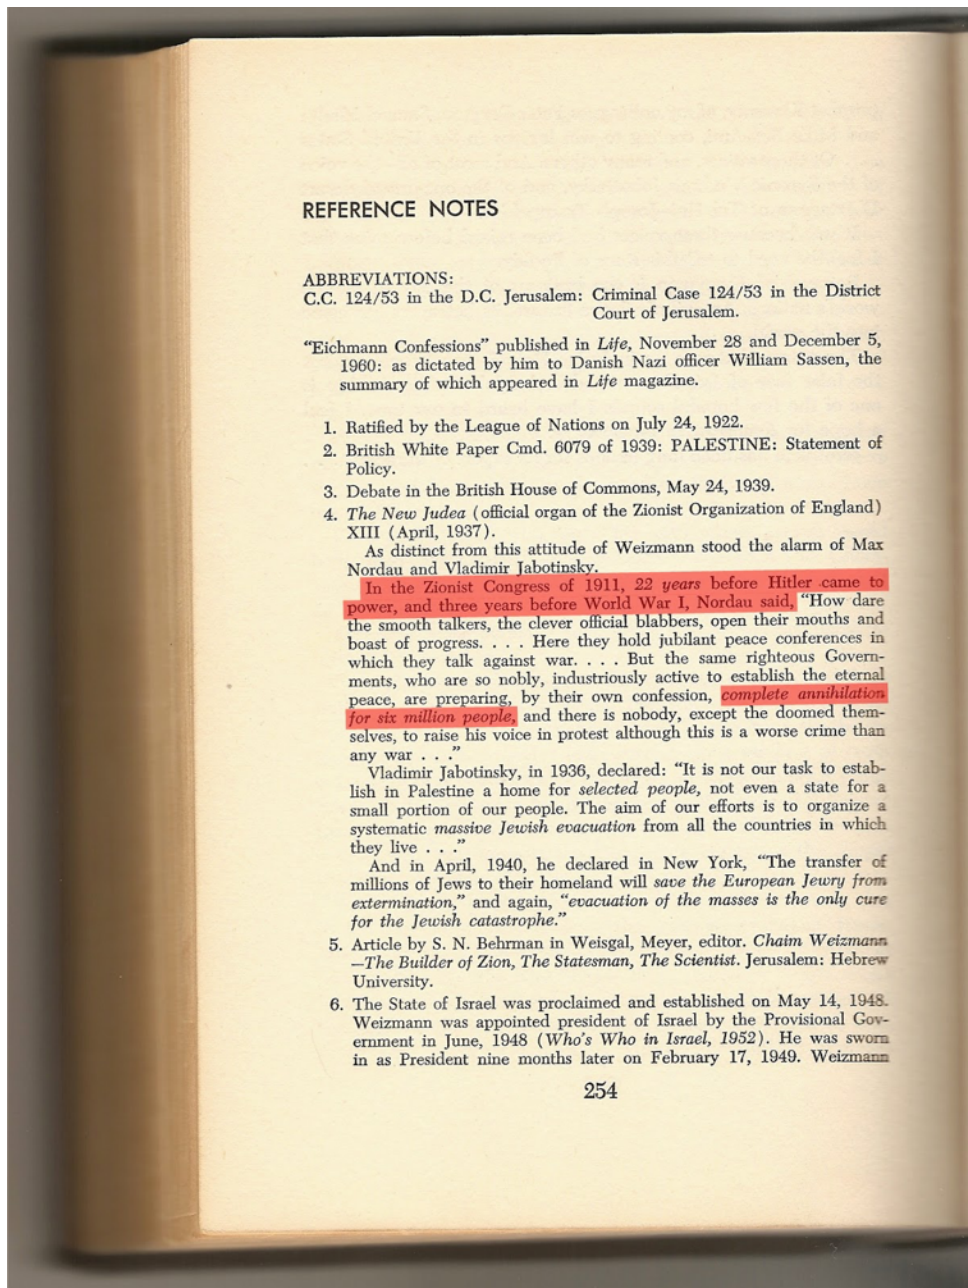 REFERENCE NOTES
ABBREVIATIONS:
C.C. 124/53 in the D.C. Jerusalem: Criminal Case 124/53 in the District
Court of Jerusalem.
“Eichmann Confessions” published in Life, November 28 and December 5,
1960: as dictated by him to Danish Nazi officer William Sassen, the
summary of which appeared in Life magazine.
1. Ratified by the League of Nations on July 24, 1922.
2. British White Paper Cmd. 6079 of 1939: PALESTINE: Statement of
Policy.
3. Debate in the British House of Commons, May 24, 1939.
4. The New Judea (official organ of the Zionist Organization of England)
XIII (April, 1937).
As distinct from this attitude of Weizmann stood the alarm of Max
Nordau and Vladimir Jabotinsky.
In the Zionist Congress of 1911, 22 years before Hitler came to
power, and three years before World War I, Nordau said, “How dare
the smooth talkers, the clever official blabbers, open their mouths and
boast of progress. . . . Here they hold jubilant peace conferences in
which they talk against war. . . . But the same righteous Govern-
ments, who are so nobly, industriously active to establish the eternal
peace, are preparing, by their own confession, complete annihilation
for six million people, and there is nobody, except the doomed them-
selves, to raise his voice in protest although this is a worse crime than
any war . . .”
Vladimir Jabotinsky, in 1936, declared: “It is not our task to estab-
lish in Palestine a home for selected people, not even a state for a
small portion of our people. The aim of our efforts is to organize a
systematic massive Jewish evacuation from all the countries in which
they live . . .”
And in April, 1940, he declared in New York, “The transfer of
millions of Jews to their homeland will save the European Jewry from
extermination,” and again, “evacuation of the masses is the only cure
for the Jewish catastrophe.”
5. Article by S. N. Behrman in Weisgal, Meyer, editor. Chaim Weizmann
—The Builder of Zion, The Statesman, The Scientist. Jerusalem: Hebrew
University.
6. The State of Israel was proclaimed and established on May 14, 1948.
Weizmann was appointed president of Israel by the Provisional Gov-
ernment in June, 1948 (Who’s Who in Israel, 1952). He was sworn
in as President nine months later on February 17, 1949. Weizmann
254